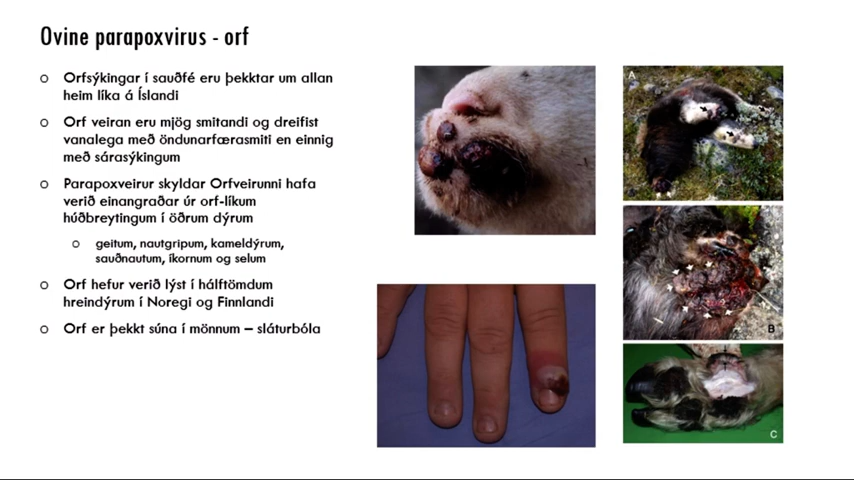 Ovine parapoxvirus - orf
Orfsýkingar í sauðfé eru þekktar um allan
heim líka á Íslandi
Orf veiran eru mjög smitandi og dreifist
vanalega með öndunarfærasmiti en einnig
með sárasýkingum
Parapoxveirur skyldar Orfveirunni hafa
verið einangraðar úr orf-líkum
húðbreytingum í öðrum dýrum
geitum, nautgripum, kameldýrum,
sauðnautum, íkornum og selum
Orf hefur verið lýst í hálftömdum
hreindýrum í Noregi og Finnlandi
Orf er þekkt súna í mönnum – sláturbóla
A
B
C